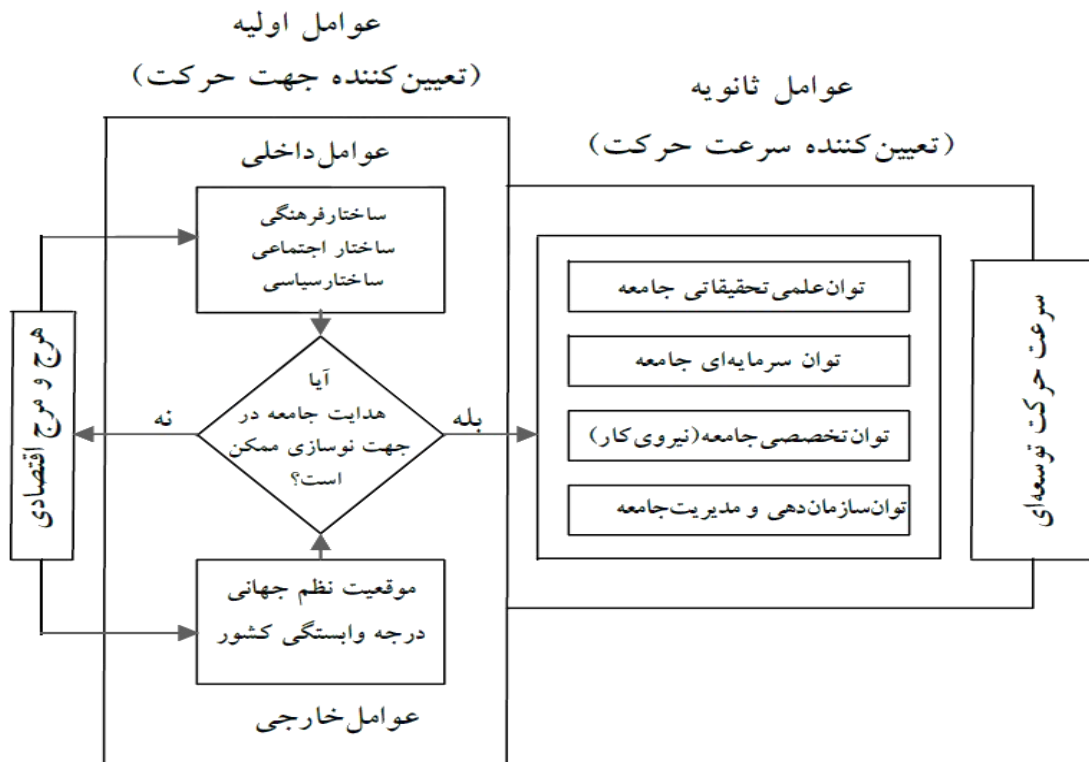 عوامل اولیه
(تعیین‌کننده جهت حرکت)
عوامل ثانویه
(تعیین‌کننده سرعت حرکت)
عوامل‌داخلی
ساختارفرهنگی
ساختار اجتماعی
ساختارسیاسی
آیا
هدایت جامعه در
جهت نوسازی ممکن
است؟
نه
بله
هرج و مرج اقتصادی
موقعیت نظم جهانی
درجه وابستگی کشور
عوامل‌خارجی
توان‌علمی‌تحقیقاتی جامعه
توان سرمایه‌ای جامعه
توان‌تخصصی‌جامعه(نیروی‌کار)
توان‌سازمان‌دهی و مدیریت‌جامعه
سرعت حرکت توسعه‌ای